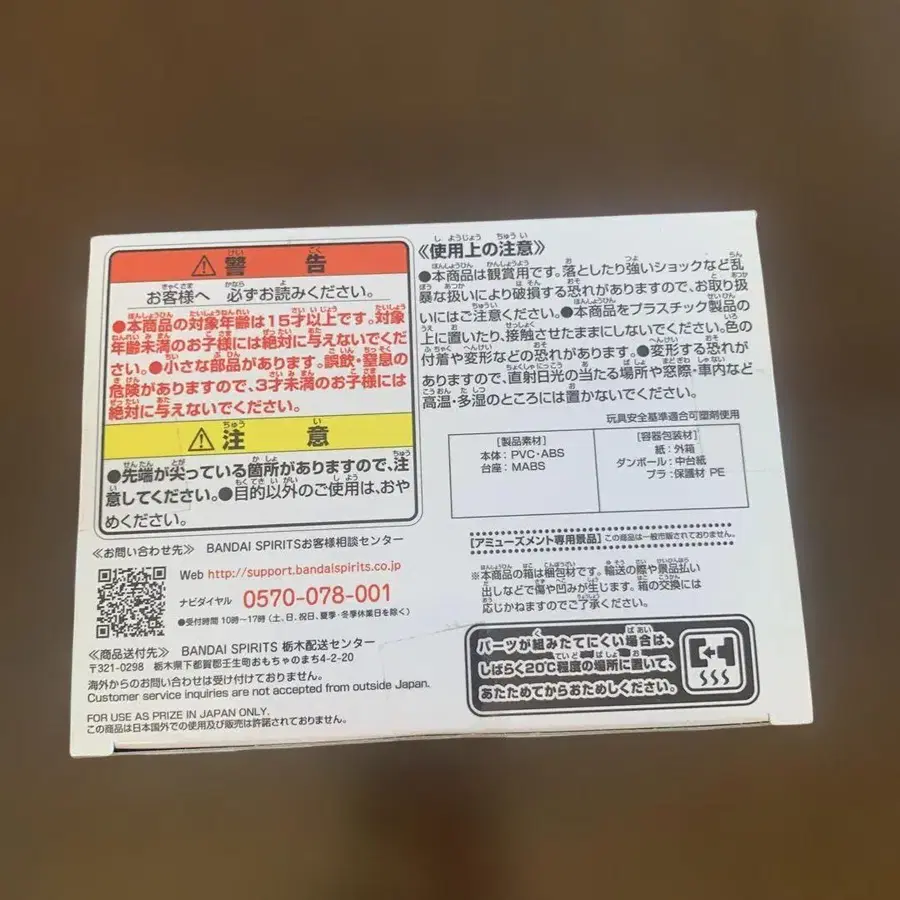 警告
お客様へ 必ずお読みください。
●本商品の対象年齢は15才以上です。対象
年齢未満のお子様には絶対に与えないでくだ
さい。●小さな部品があります。誤飲・窒息の
危険がありますので、3才未満のお子様には
絶対に与えないでください。
注意
●先端が尖っている箇所がありますので、注
意してください。●目的以外のご使用は、おや
めください。
≪お問い合わせ先≫ BANDAI SPIRITSお客様相談センター
Web http://support.bandaispirits.co.jp
ナビダイヤル 0570-078-001
●受付時間 10時〜17時(土、日、祝日、夏季・冬季休業日を除く)
≪商品送付先≫ BANDAI SPIRITS 栃木配送センター
〒321-0298 栃木県下都賀郡壬生町おもちゃのまち4-2-20
海外からのお問い合わせは受け付けておりません。
Customer service inquiries are not accepted from outside Japan.
FOR USE AS PRIZE IN JAPAN ONLY.
この商品は日本国外での使用及び販売は許諾されておりません。
≪使用上の注意≫
●本商品は観賞用です。落としたり強いショックなど乱
暴な扱いにより破損する恐れがありますので、お取り扱
いにはご注意ください。●本商品をプラスチック製品の
上に置いたり、接触させたままにしないでください。色の
付着や変形などの恐れがあります。●変形する恐れが
ありますので、直射日光の当たる場所や窓際・車内など
高温・多湿のところには置かないでください。
玩具安全基準適合可塑剤使用
[製品素材]
本体:PVC・ABS
台座:MABS
[容器包装材]
紙:外箱
ダンボール:中台紙
プラ:保護材 PE
[アミューズメント専用景品] この商品は一般市販されておりません。
※本商品の箱は梱包材です。輸送の際や景品払い
出しなどで傷や凹みが生じます。箱の交換には
応じかねますのでご了承ください。
パーツが組みたてにくい場合は、
しばらく20℃程度の場所に置いて、
あたためてからおためしください。